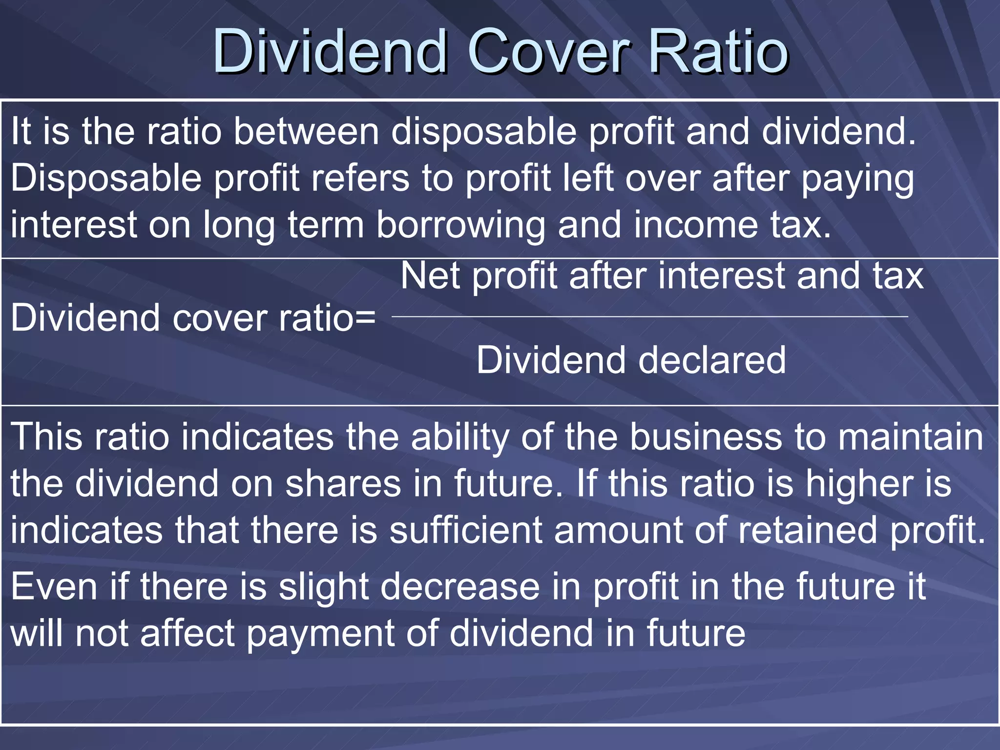 Dividend Cover Ratio
It is the ratio between disposable profit and dividend.
Disposable profit refers to profit left over after paying
interest on long term borrowing and income tax.
Net profit after interest and tax
Dividend cover ratio=
Dividend declared
This ratio indicates the ability of the business to maintain
the dividend on shares in future. If this ratio is higher is
indicates that there is sufficient amount of retained profit.
Even if there is slight decrease in profit in the future it
will not affect payment of dividend in future